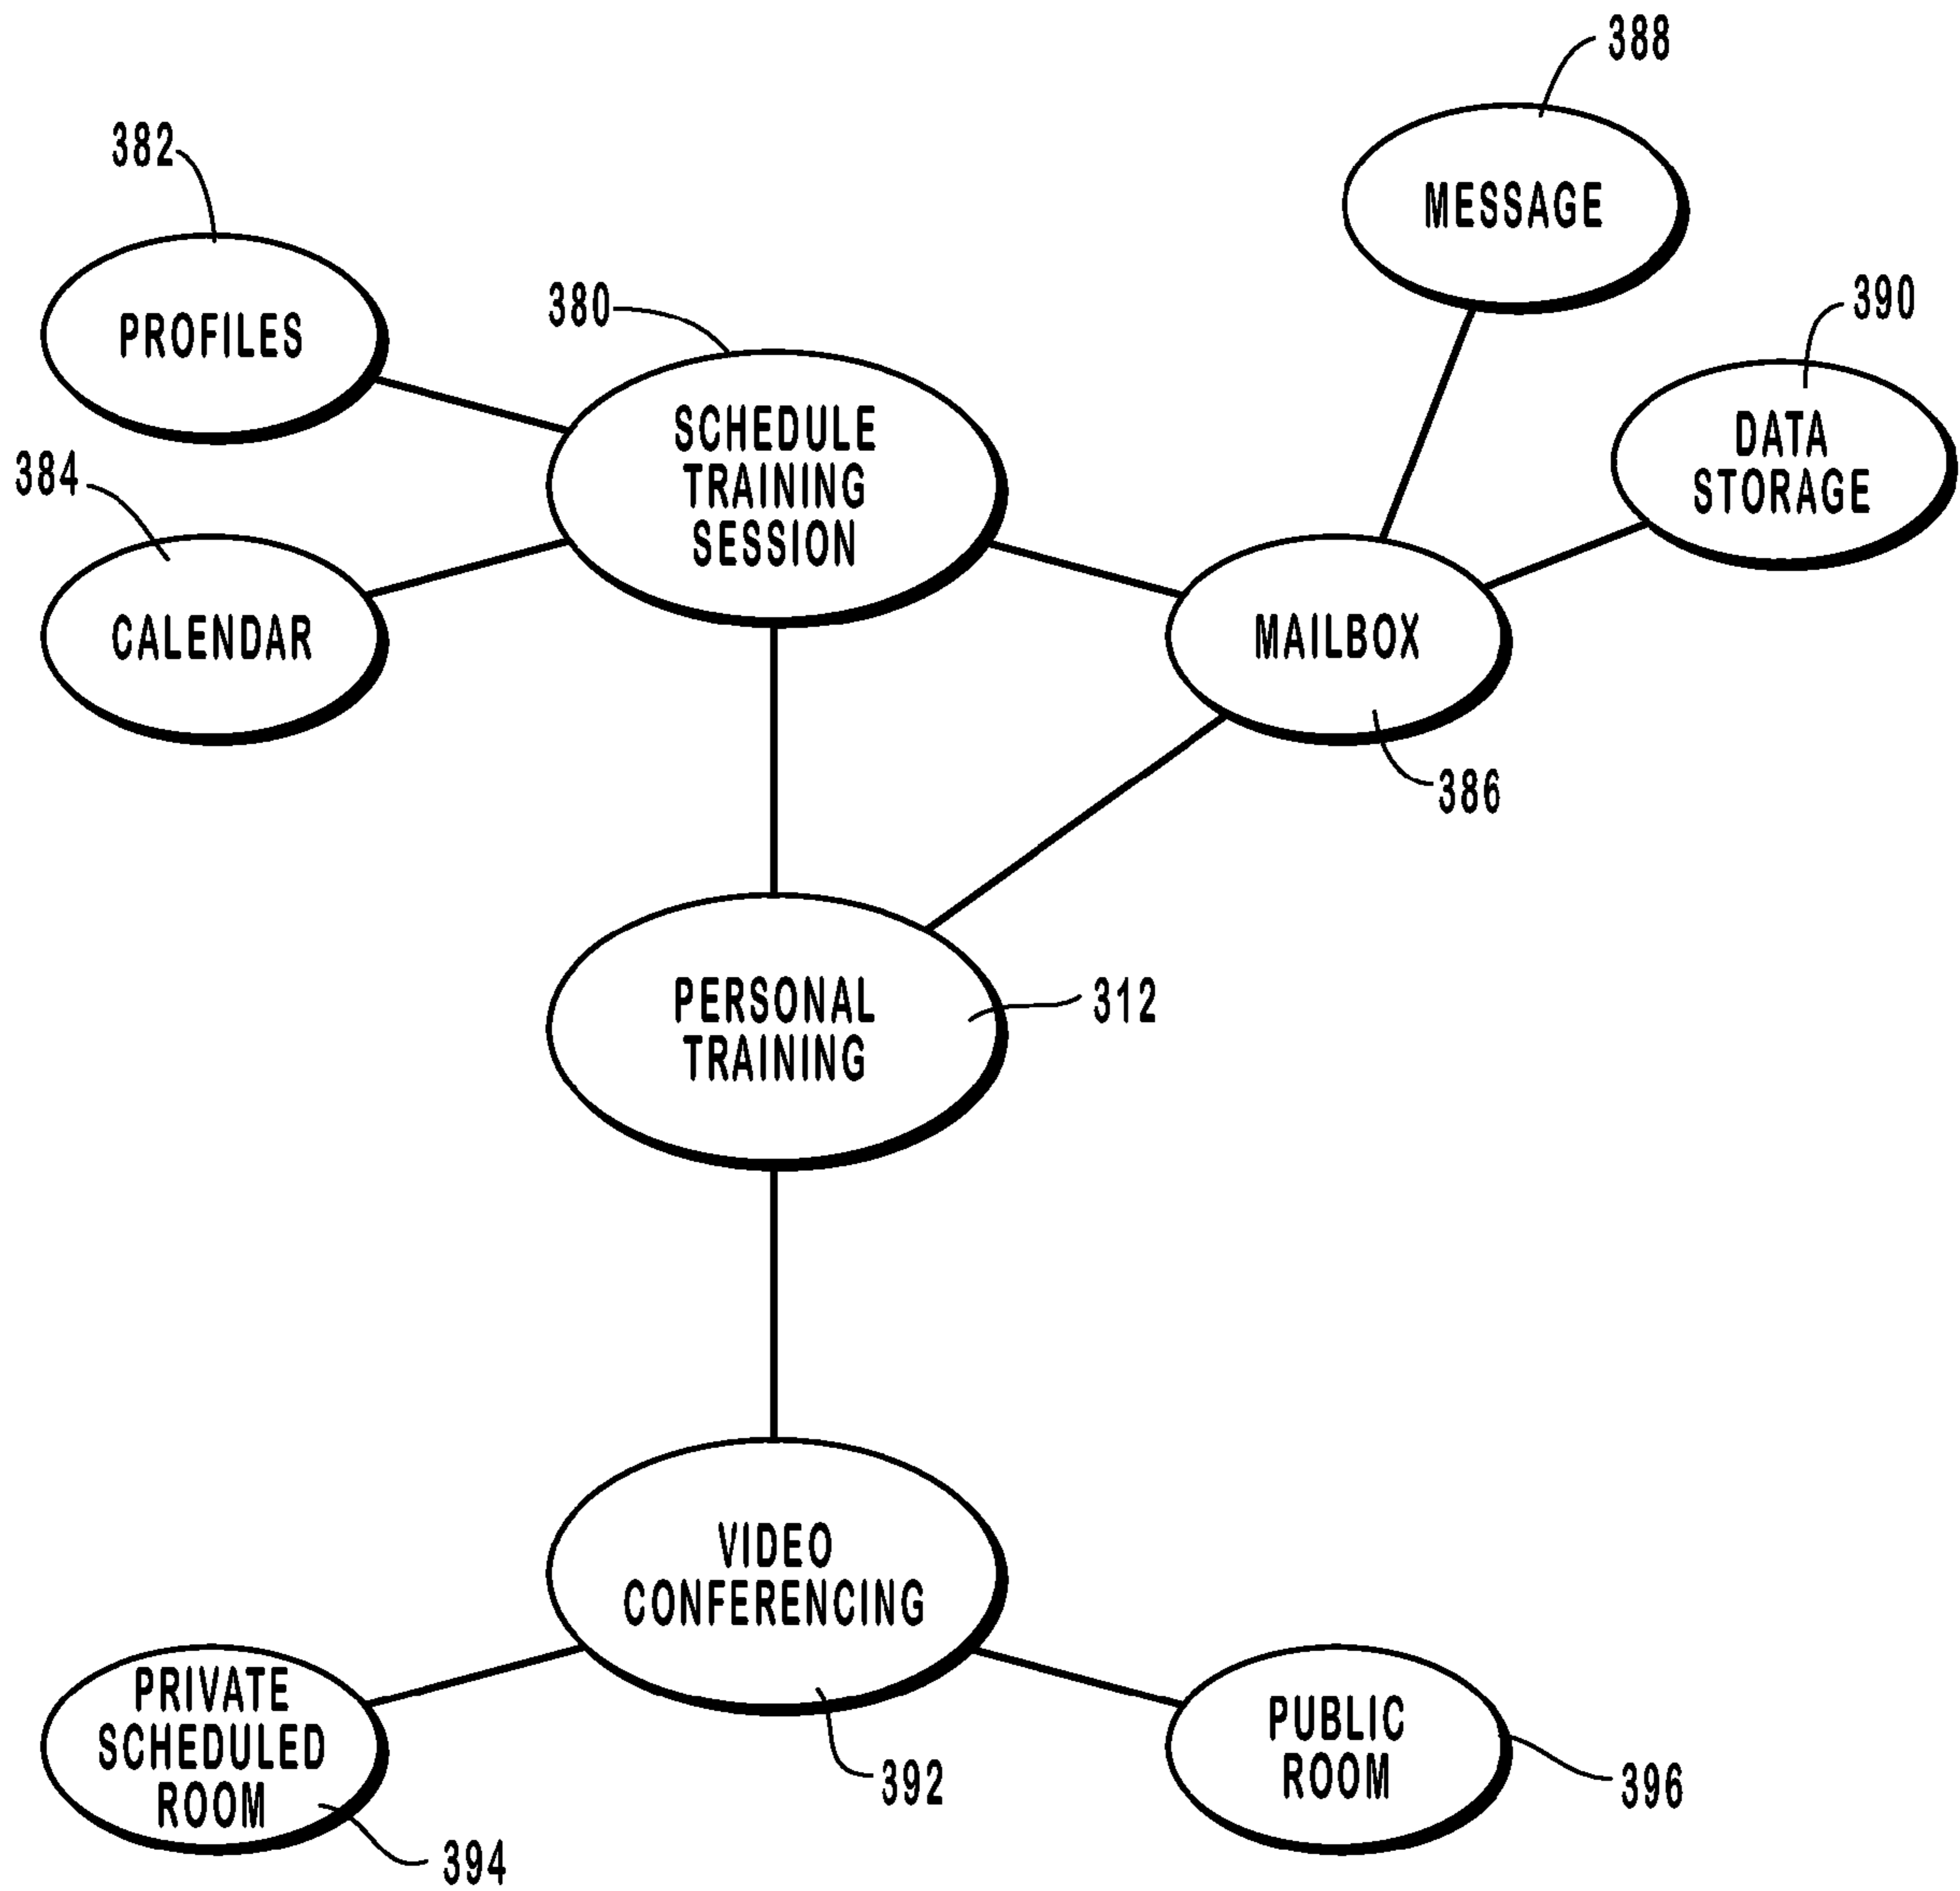 388
382
MESSAGE
390
380
PROFILES
SCHEDULE
TRAINING
SESSION
DATA
STORAGE
384
CALENDAR
MAILBOX
386
PERSONAL
TRAINING
312
VIDEO
CONFERENCING
PRIVATE
SCHEDULED
ROOM
PUBLIC
ROOM
392
396
394